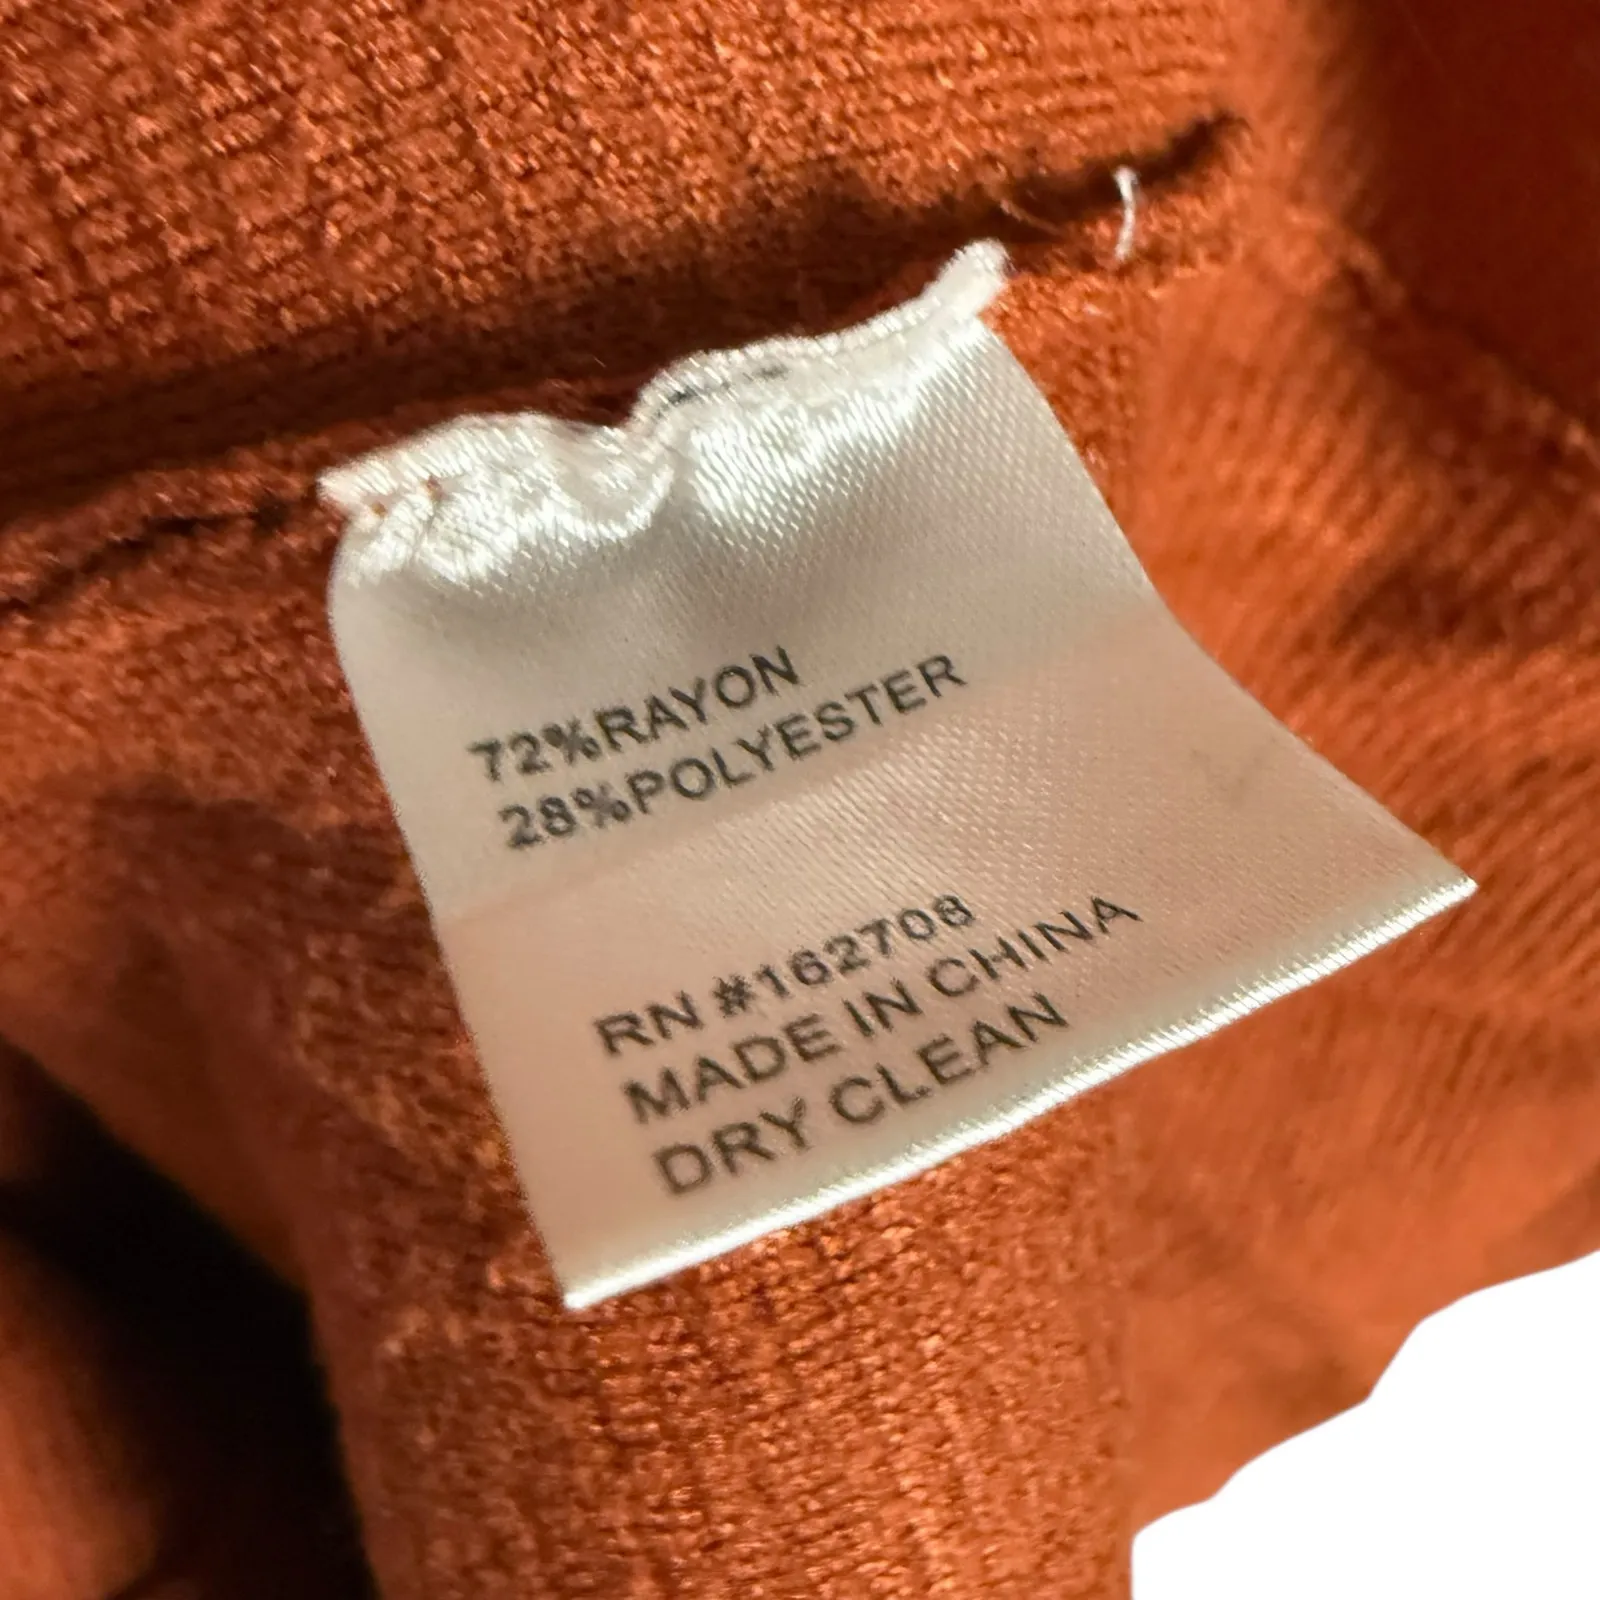 72%RAYON
28%POLYESTER
RN #162708
MADE IN CHINA
DRY CLEAN